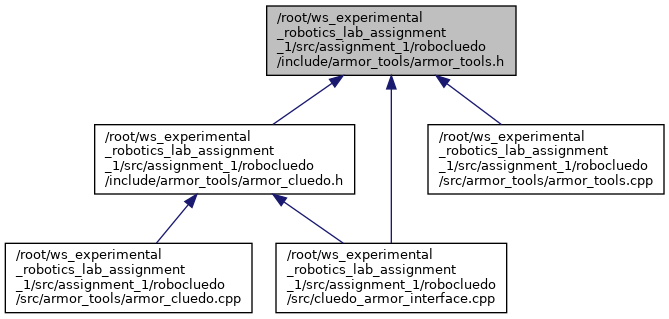 /root/ws_experimental
_robotics_lab_assignment
_1/src/assignment_1/robocluedo
/include/armor_tools/armor_tools.h
/root/ws_experimental
_robotics_lab_assignment
_1/src/assignment_1/robocluedo
/include/armor_tools/armor_cludo.h
/root/ws_experimental
_robotics_lab_assignment
_1/src/assignment_1/robocluedo
/src/armor_tools/armor_tools.cpp
/root/ws_experimental
_robotics_lab_assignment
_1/src/assignment_1/robocluedo
/src/armor_tools/armor_cluedo.cpp
/root/ws_experimental
_robotics_lab_assignment
_1/src/assignment_1/robocluedo
/src/cluedo_armor_interface.cpp